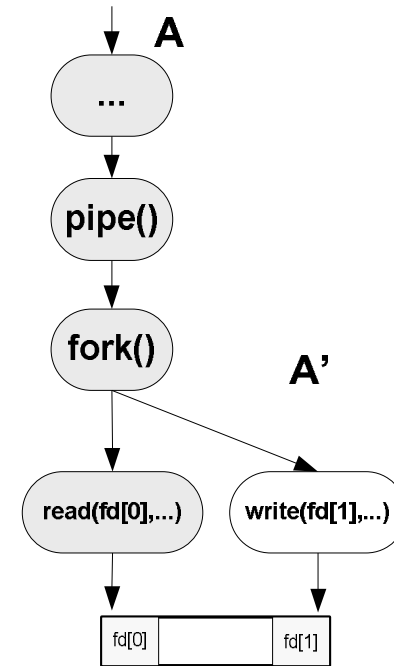 A
...
pipe()
fork()
A’
read(fd[0],...)
write(fd[1],...)
fd[0]
fd[1]